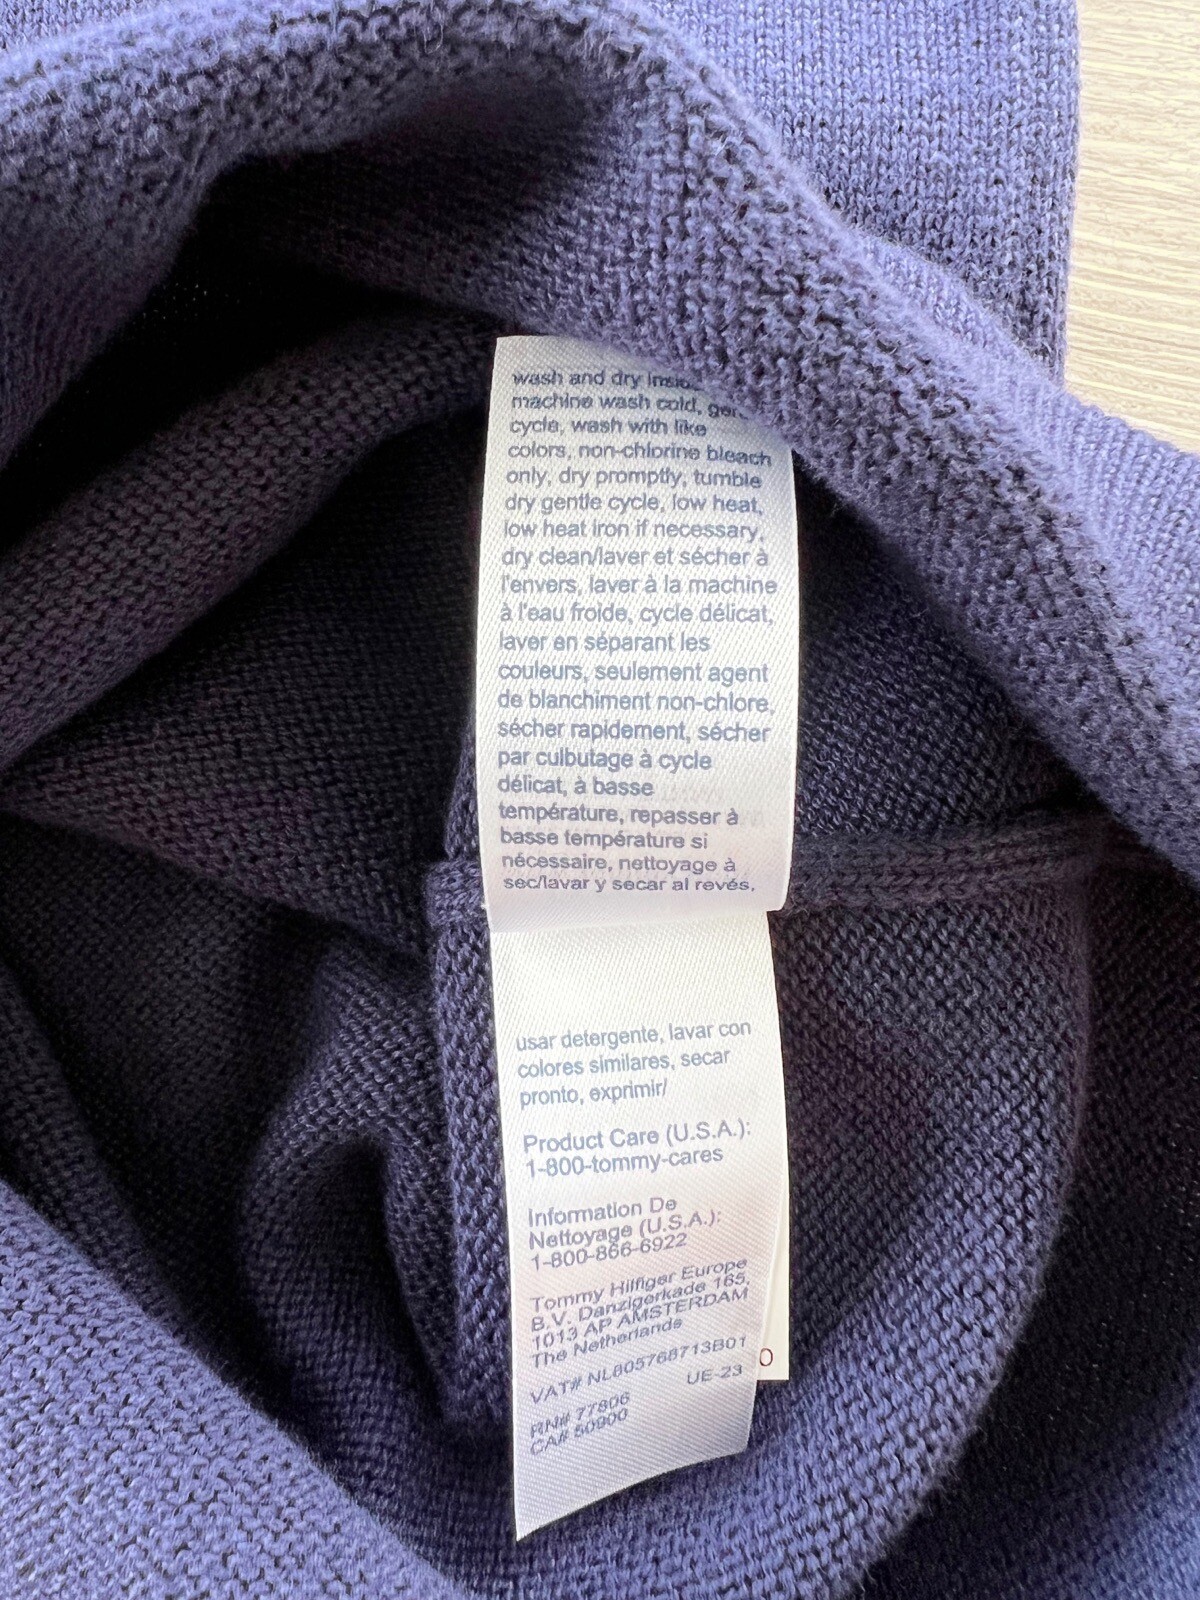 wash and dry
machine wash cold,
cycle, wash with like
colors, non-chlorine bleach
only, dry promptly, tumble
dry gentle cycle, low heat,
low heat iron if necessary,
dry clean/laver et sécher à
l'envers, laver à la machine
à l'eau froide, cycle délicat,
laver en séparant les
couleurs, seulement agent
de blanchiment non-chlore,
sécher rapidement, sécher
par culbutage à cycle
délicat, à basse
température, repasser à
basse température si
nécessaire, nettoyage à
sec/lavar y secar al revés.
usar detergente, lavar con
colores similares, secar
pronto, exprimir/
Product Care (U.S.A.):
1-800-tommy-cares
Information De
Nettoyage (U.S.A.):
1-800-866-6922
Tommy Hilfiger Europe
B.V. Danzigerkade 165,
1013 AP AMSTERDAM
The Netherlands
VAT# NL805768713B01
UE-23
RN# 77806
CA# 50900
O